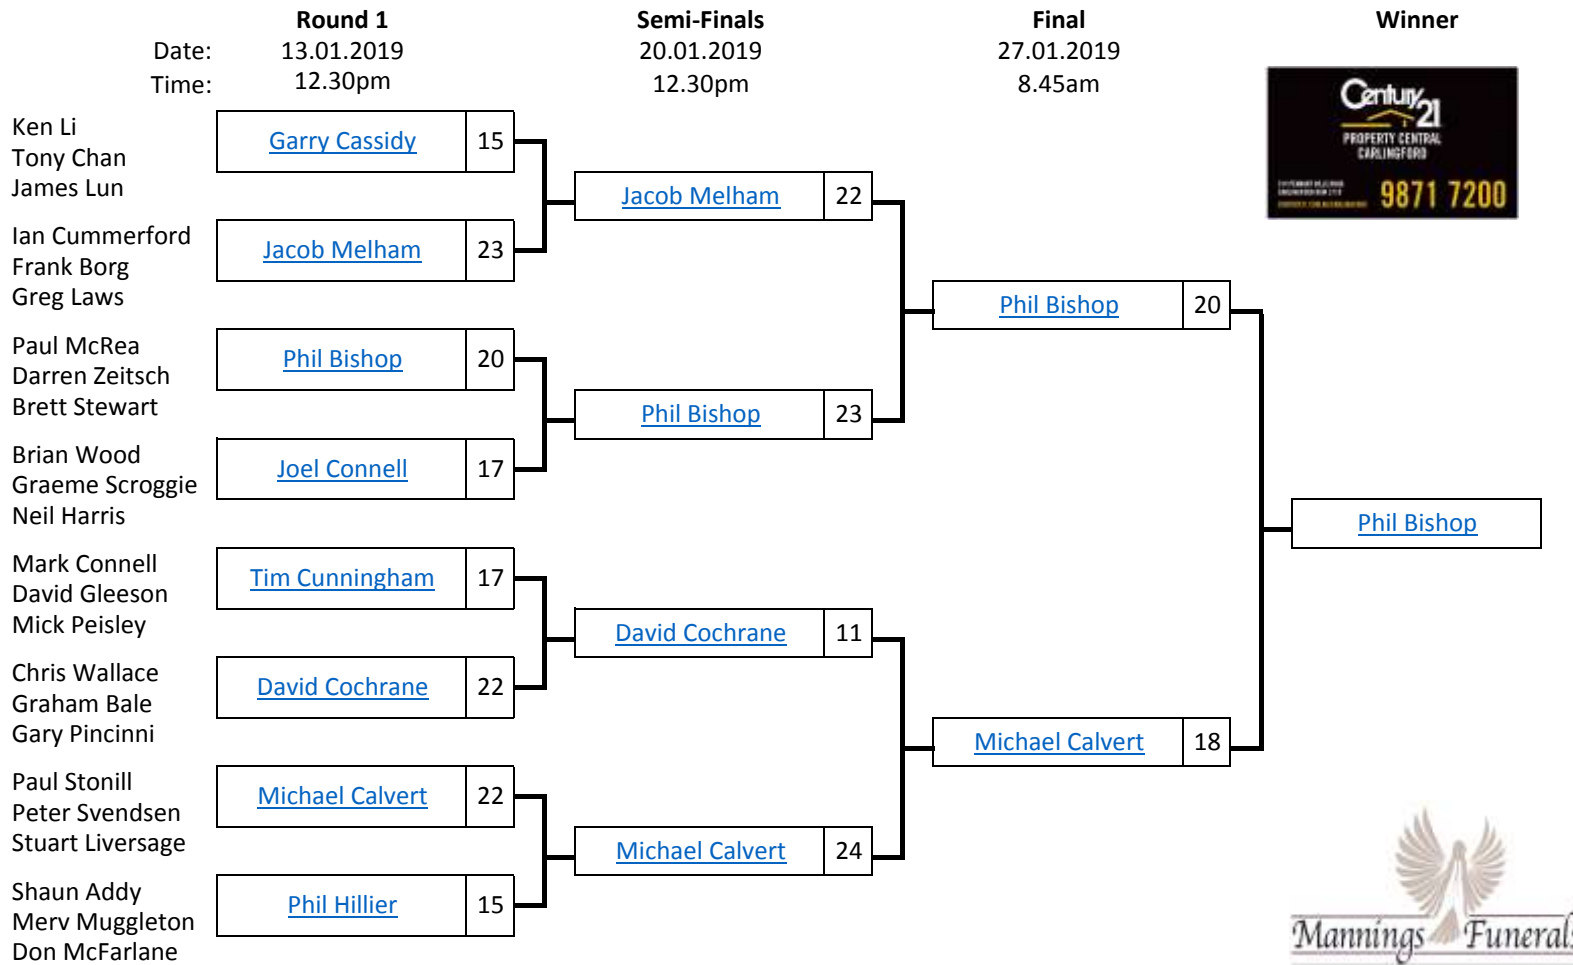 Round 1 Semi-Finals Final Winner
Date: 13.01.2019 20.01.2019 27.01.2019
Time: 12.30pm 12.30pm 8.45am
Century 21
PROPERTY CENTRAL
CARLINGFORD
9871 7200
Ken Li
Tony Chan
James Lun
Garry Cassidy 15
Jacob Melham 22
Ian Cummerford
Frank Borg
Greg Laws
Jacob Melham 23
Phil Bishop 20
Paul McRea
Darren Zeitsch
Brett Stewart
Phil Bishop 20
Phil Bishop 23
Brian Wood
Graeme Scroggie
Neil Harris
Joel Connell 17
Phil Bishop
Mark Connell
David Gleeson
Mick Peisley
Tim Cunningham 17
David Cochrane 11
Chris Wallace
Graham Bale
Gary Pincinni
David Cochrane 22
Michael Calvert 18
Paul Stonill
Peter Svendsen
Stuart Liversage
Michael Calvert 22
Michael Calvert 24
Shaun Addy
Merv Muggleton
Don McFarlane
Phil Hillier 15
Mannings Funerals